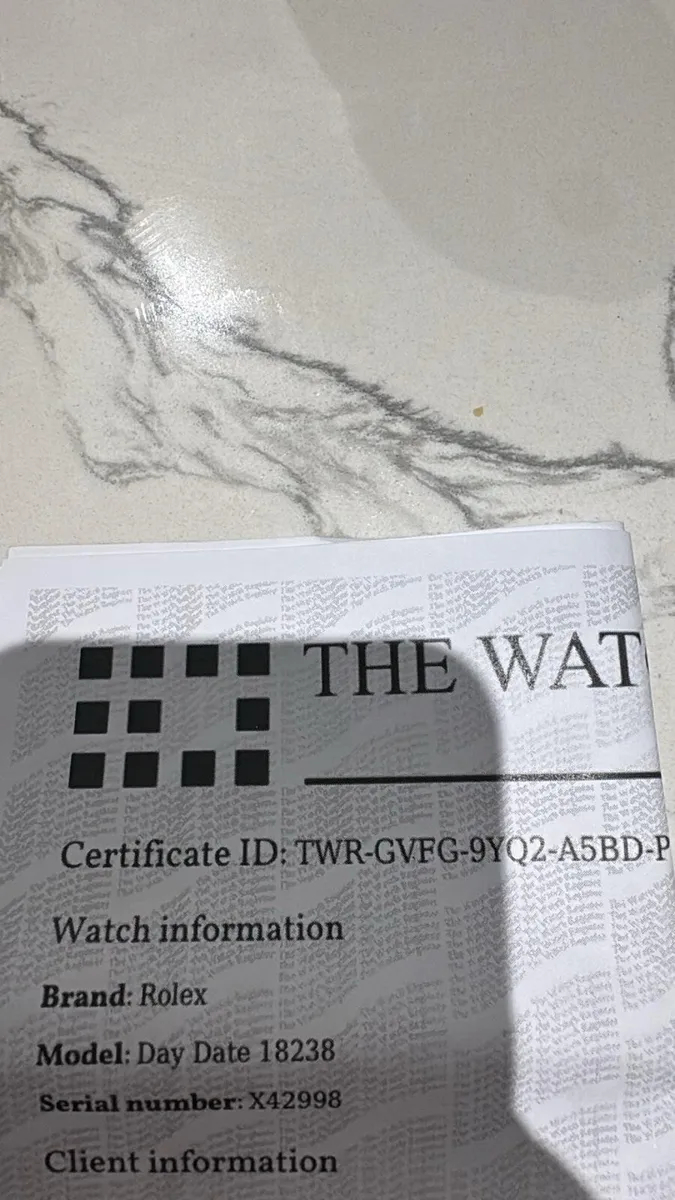 THE WAT
Certificate ID: TWR-GVFG-9YQ2-A5BD-P
Watch information
Brand: Rolex
Model: Day Date 18238
Serial number: X42998
Client information